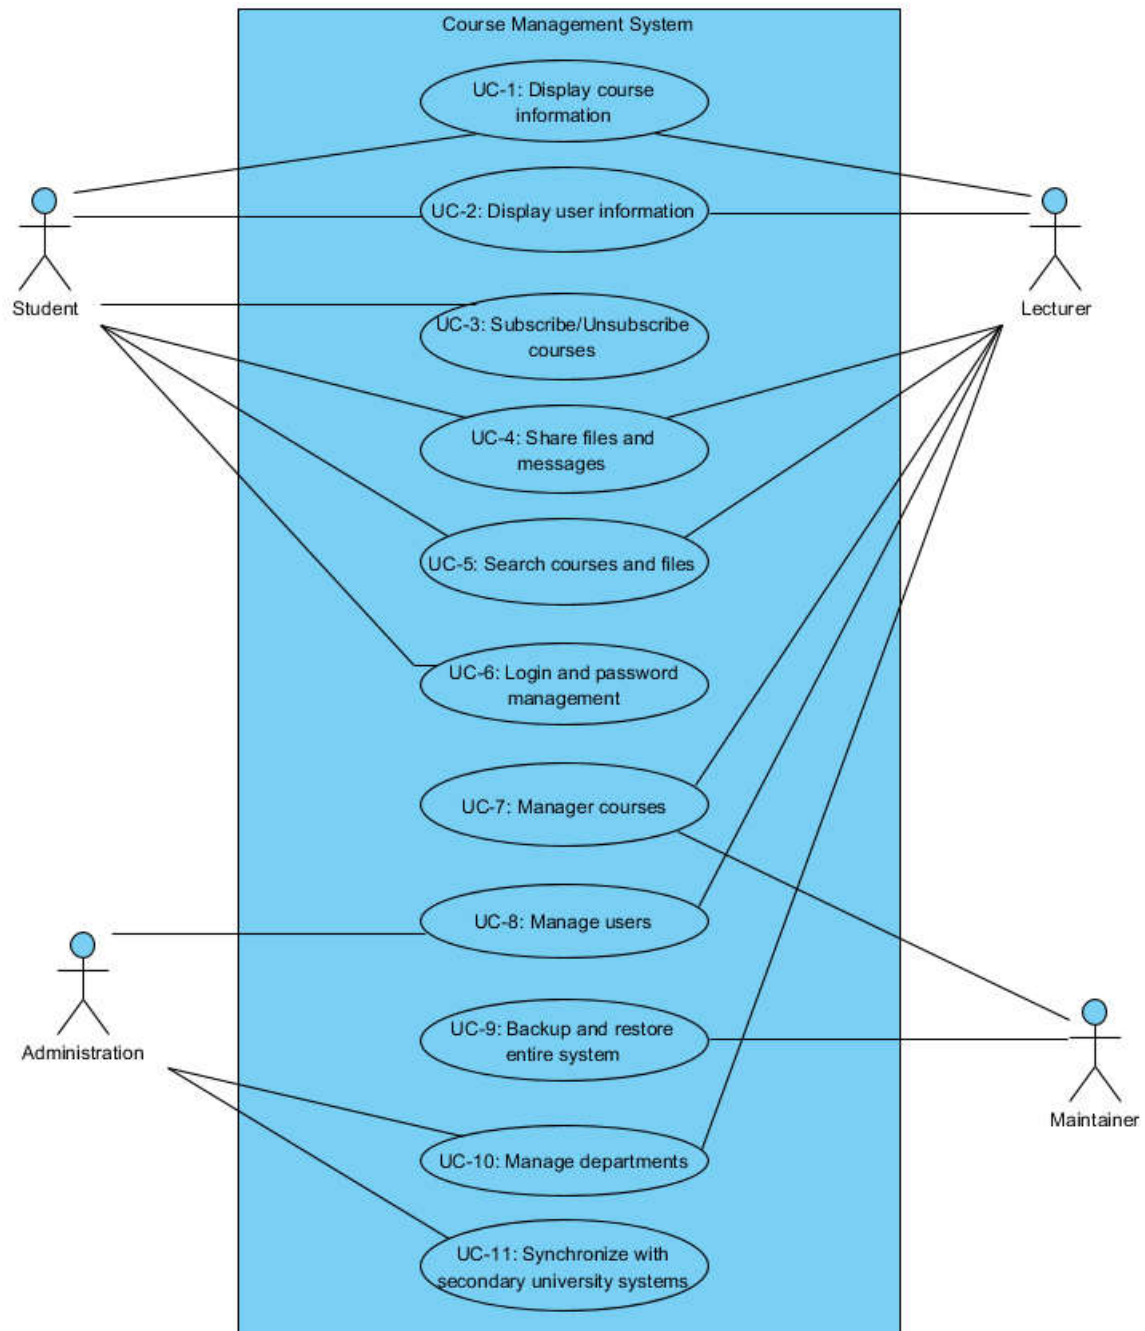 Course Management System
UC-1: Display course
information
UC-2: Display user information
Student
Lecturer
UC-3: Subscribe/Unsubscribe
courses
UC-4: Share files and
messages
UC-5: Search courses and files
UC-6: Login and password
management
UC-7: Manager courses
UC-8: Manage users
Administration
UC-9: Backup and restore
entire system
Maintainer
UC-10: Manage departments
UC-11: Synchronize with
secondary university systems